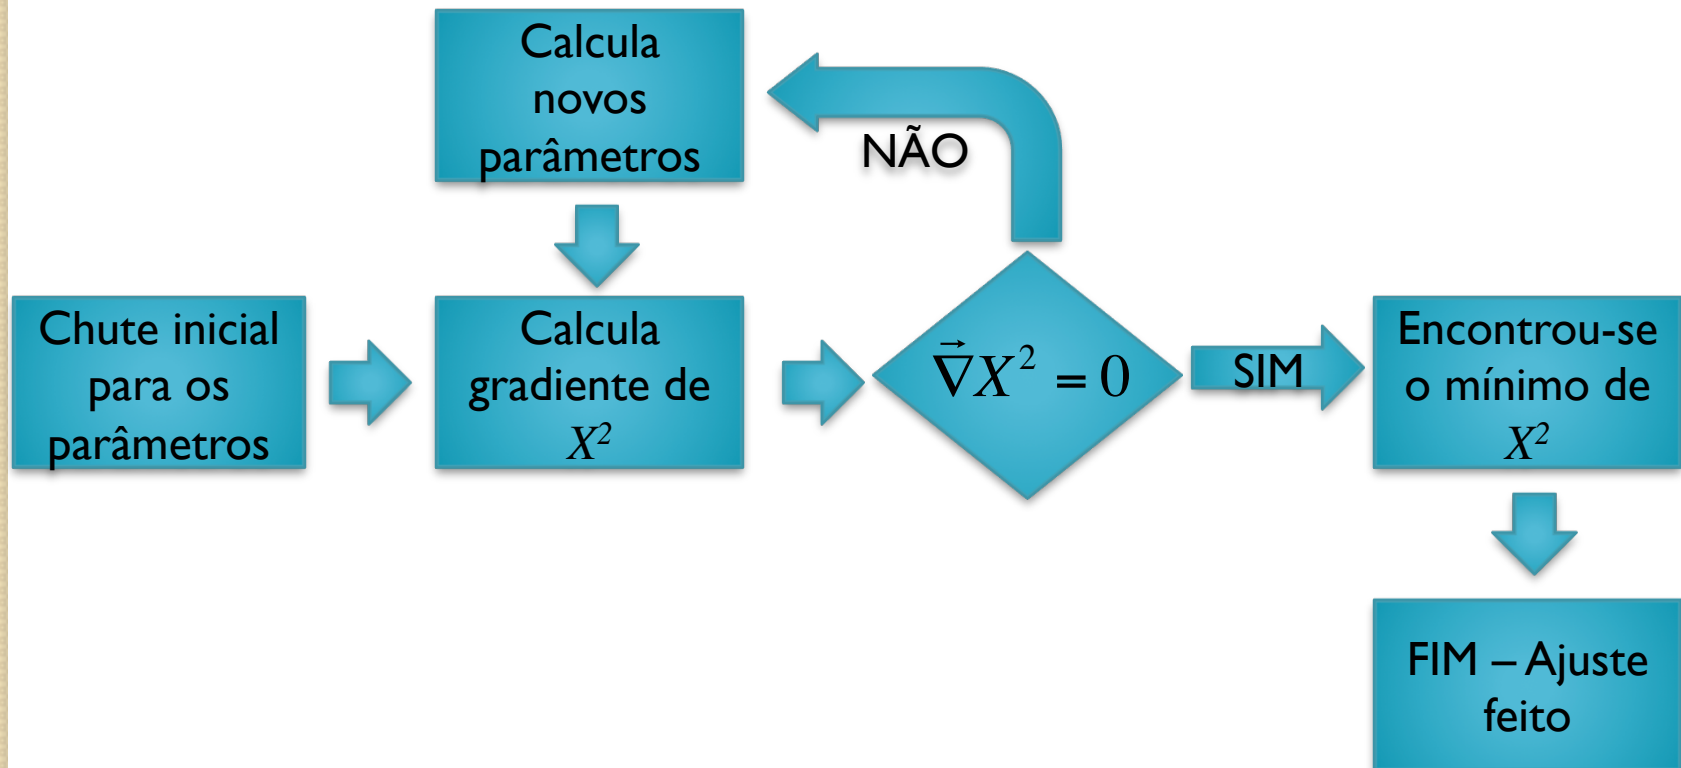 Calcula
novos
parâmetros
NÃO
Chute inicial
para os
parâmetros
Calcula
gradiente de
X²
∇⃗X² = 0
SIM
Encontrou-se
o mínimo de
X²
FIM – Ajuste
feito